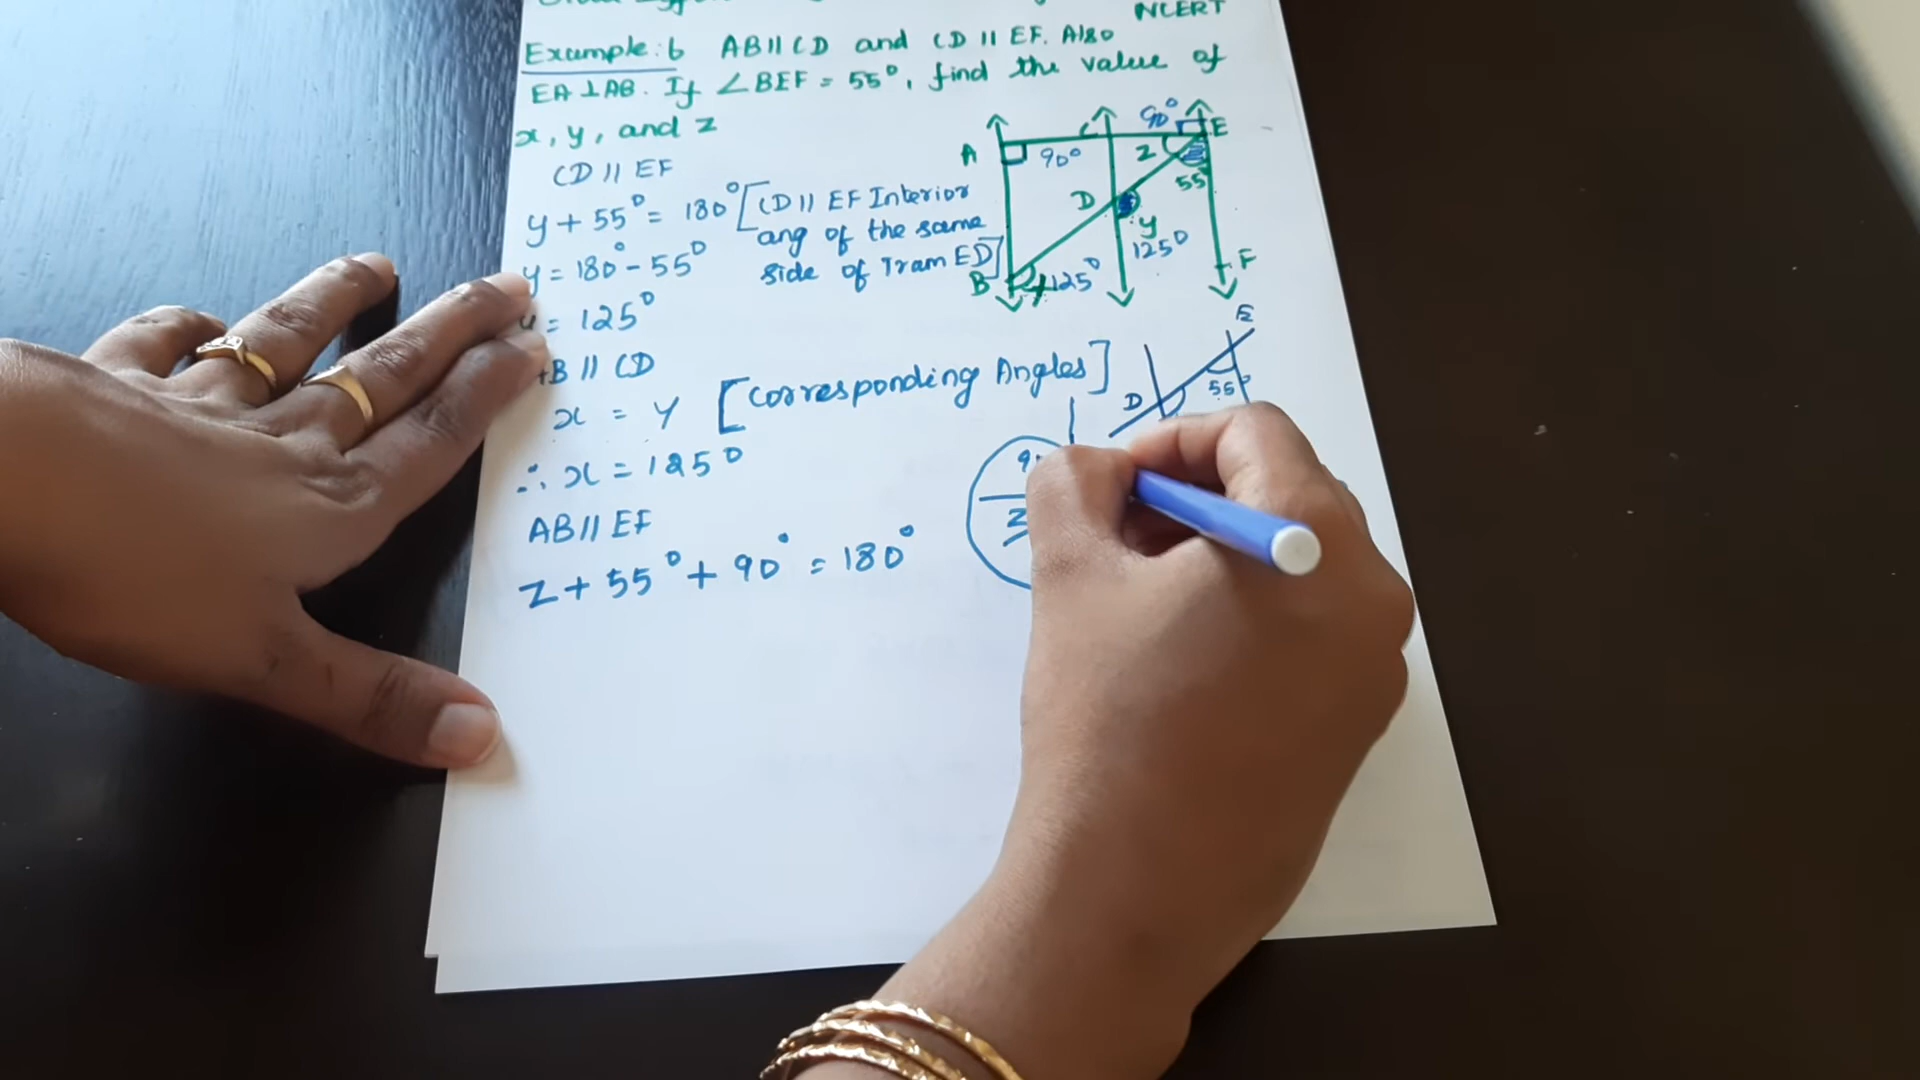 NCERT
Example: 6 AB || CD and CD || EF. Also
EA ⊥ AB. If ∠BEF = 55°, find the value of
x, y, and z
CD || EF
y + 55° = 180° [CD || EF Interior
ang of the same
side of Tram ED]
y = 180° - 55°
= 125°
B || CD
x = y [Corresponding Angles]
∴ x = 125°
AB || EF
Z + 55° + 90° = 180°
A
90°
C
90°
E
Z
55°
D
y
125°
B
125°
F
E
D
55°
9
Z